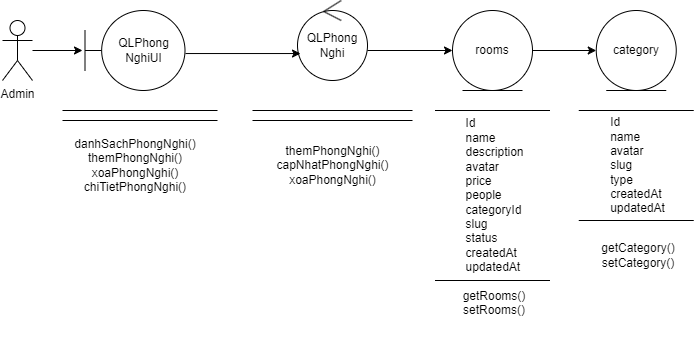 Admin
QLPhong
NghiUI
QLPhong
Nghi
rooms
category
danhSachPhongNghi()
themPhongNghi()
xoaPhongNghi()
chiTietPhongNghi()
themPhongNghi()
capNhatPhongNghi()
xoaPhongNghi()
Id
name
description
avatar
price
people
categoryId
slug
status
createdAt
updatedAt
getRooms()
setRooms()
Id
name
avatar
slug
type
createdAt
updatedAt
getCategory()
setCategory()